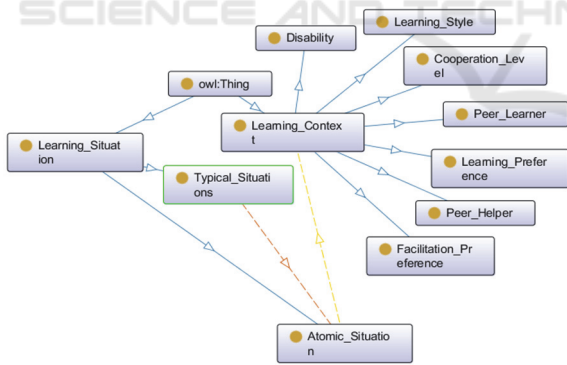 SCIENCE AND TECHN
Learning_Style
Disability
Cooperation_Lev
el
owl:Thing
Peer_Learner
Learning_Contex
t
Learning_Situat
ion
Learning_Prefer
ence
Typical_Situati
ons
Peer_Helper
Facilitation_Pr
eference
Atomic_Situatio
n